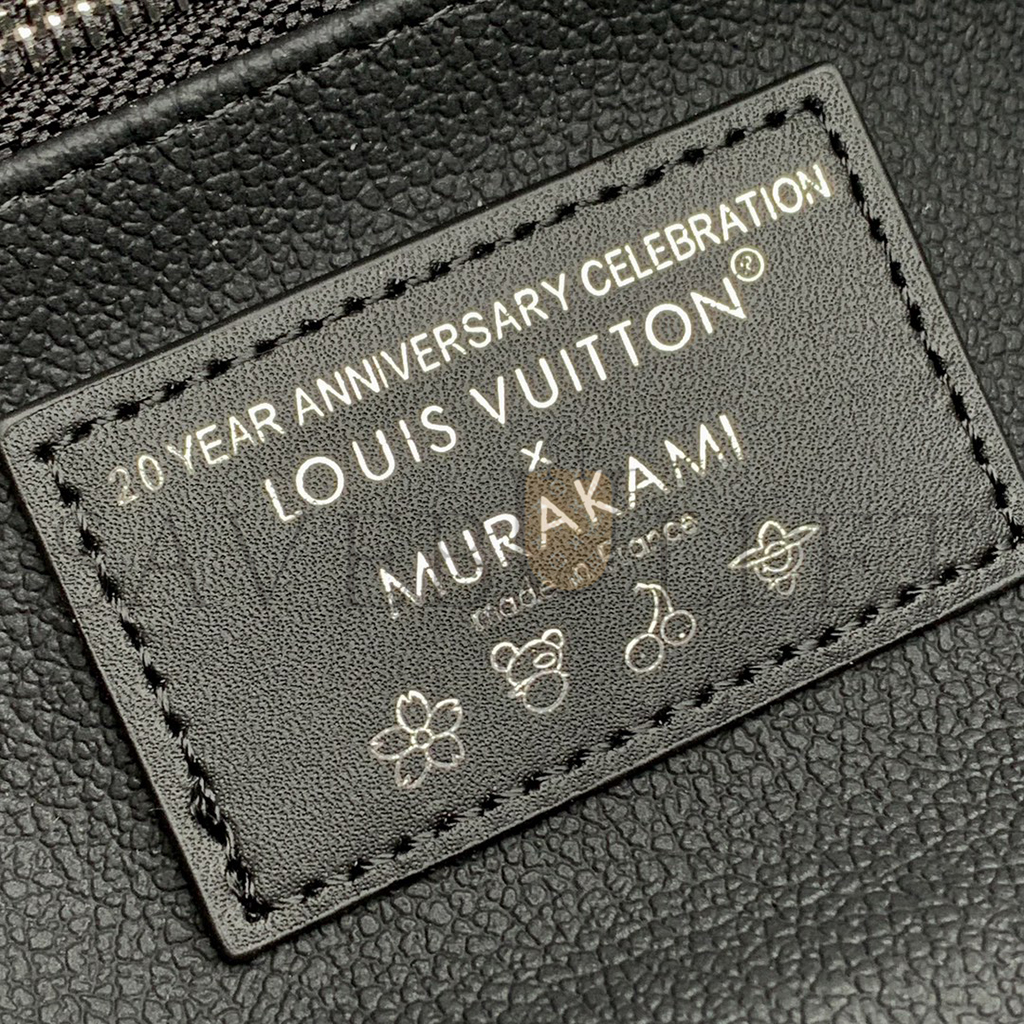 20 YEAR ANNIVERSARY CELEBRATION
LOUIS VUITTON®
x
MURAKAMI
made in France